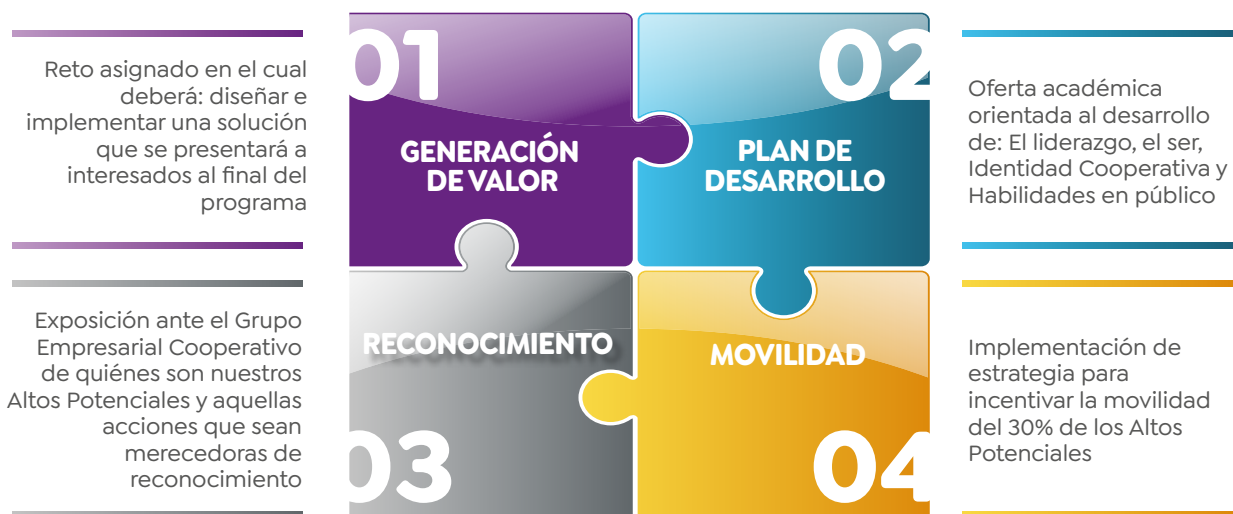 01
GENERACIÓN
DE VALOR
Reto asignado en el cual
deberá: diseñar e
implementar una solución
que se presentará a
interesados al final del
programa
02
PLAN DE
DESARROLLO
Oferta académica
orientada al desarrollo
de: El liderazgo, el ser,
Identidad Cooperativa y
Habilidades en público
RECONOCIMIENTO
03
Exposición ante el Grupo
Empresarial Cooperativo
de quiénes son nuestros
Altos Potenciales y aquellas
acciones que sean
merecedoras de
reconocimiento
MOVILIDAD
04
Implementación de
estrategia para
incentivar la movilidad
del 30% de los Altos
Potenciales